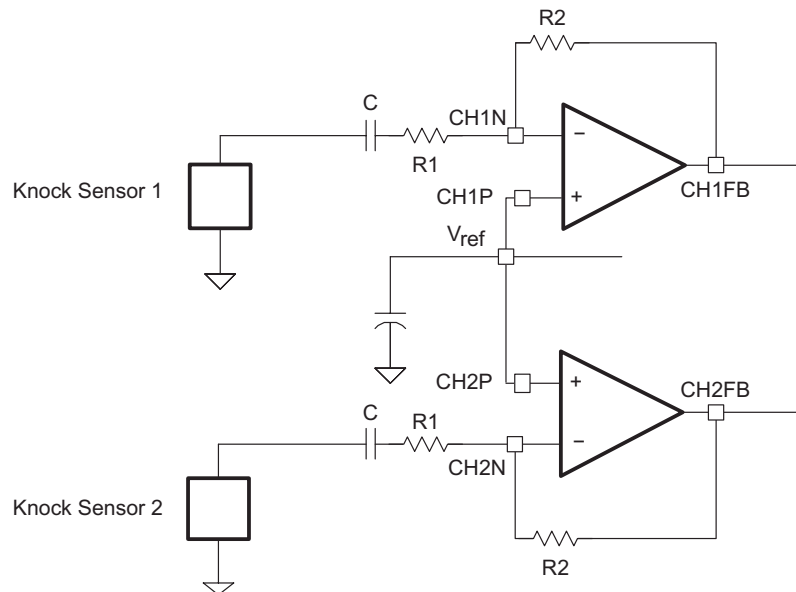 R2
C
CH1N
R1
−
Knock Sensor 1
CH1P
+
CH1FB
Vref
CH2P
+
CH2FB
C
R1
−
CH2N
Knock Sensor 2
R2